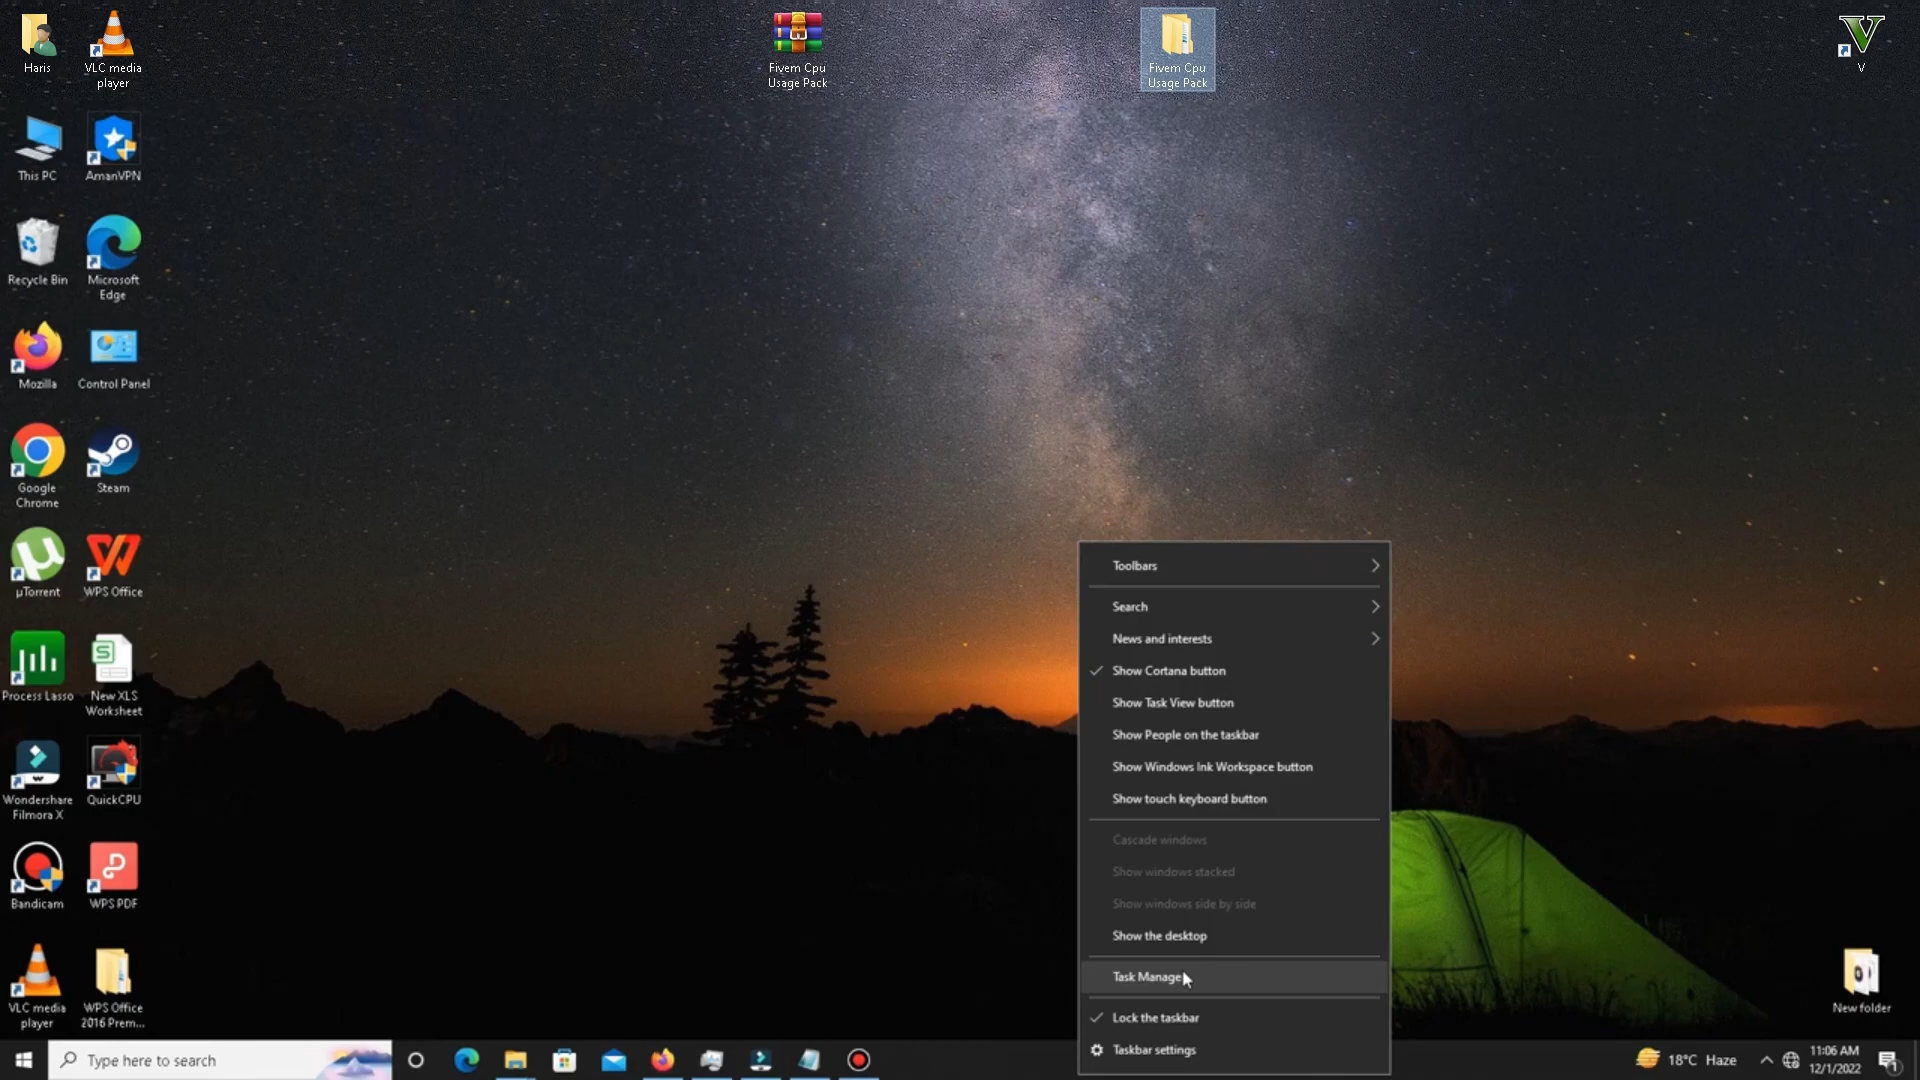 Haris
VLC media
player
Fivem Cpu
Usage Pack
Fivem Cpu
Usage Pack
V
This PC
AmanVPN
Recycle Bin
Microsoft
Edge
Mozilla
Control Panel
Google
Chrome
Steam
µTorrent
WPS Office
Process Lasso
New XLS
Worksheet
Wondershare
Filmora X
QuickCPU
Bandicam
WPS PDF
VLC media
player
WPS Office
2016 Prem...
New folder
Toolbars
Search
News and interests
Show Cortana button
Show Task View button
Show People on the taskbar
Show Windows Ink Workspace button
Show touch keyboard button
Cascade windows
Show windows stacked
Show windows side by side
Show the desktop
Task Manage
Lock the taskbar
Taskbar settings
Type here to search
18°C Haze
11:06 AM
12/1/2022
1